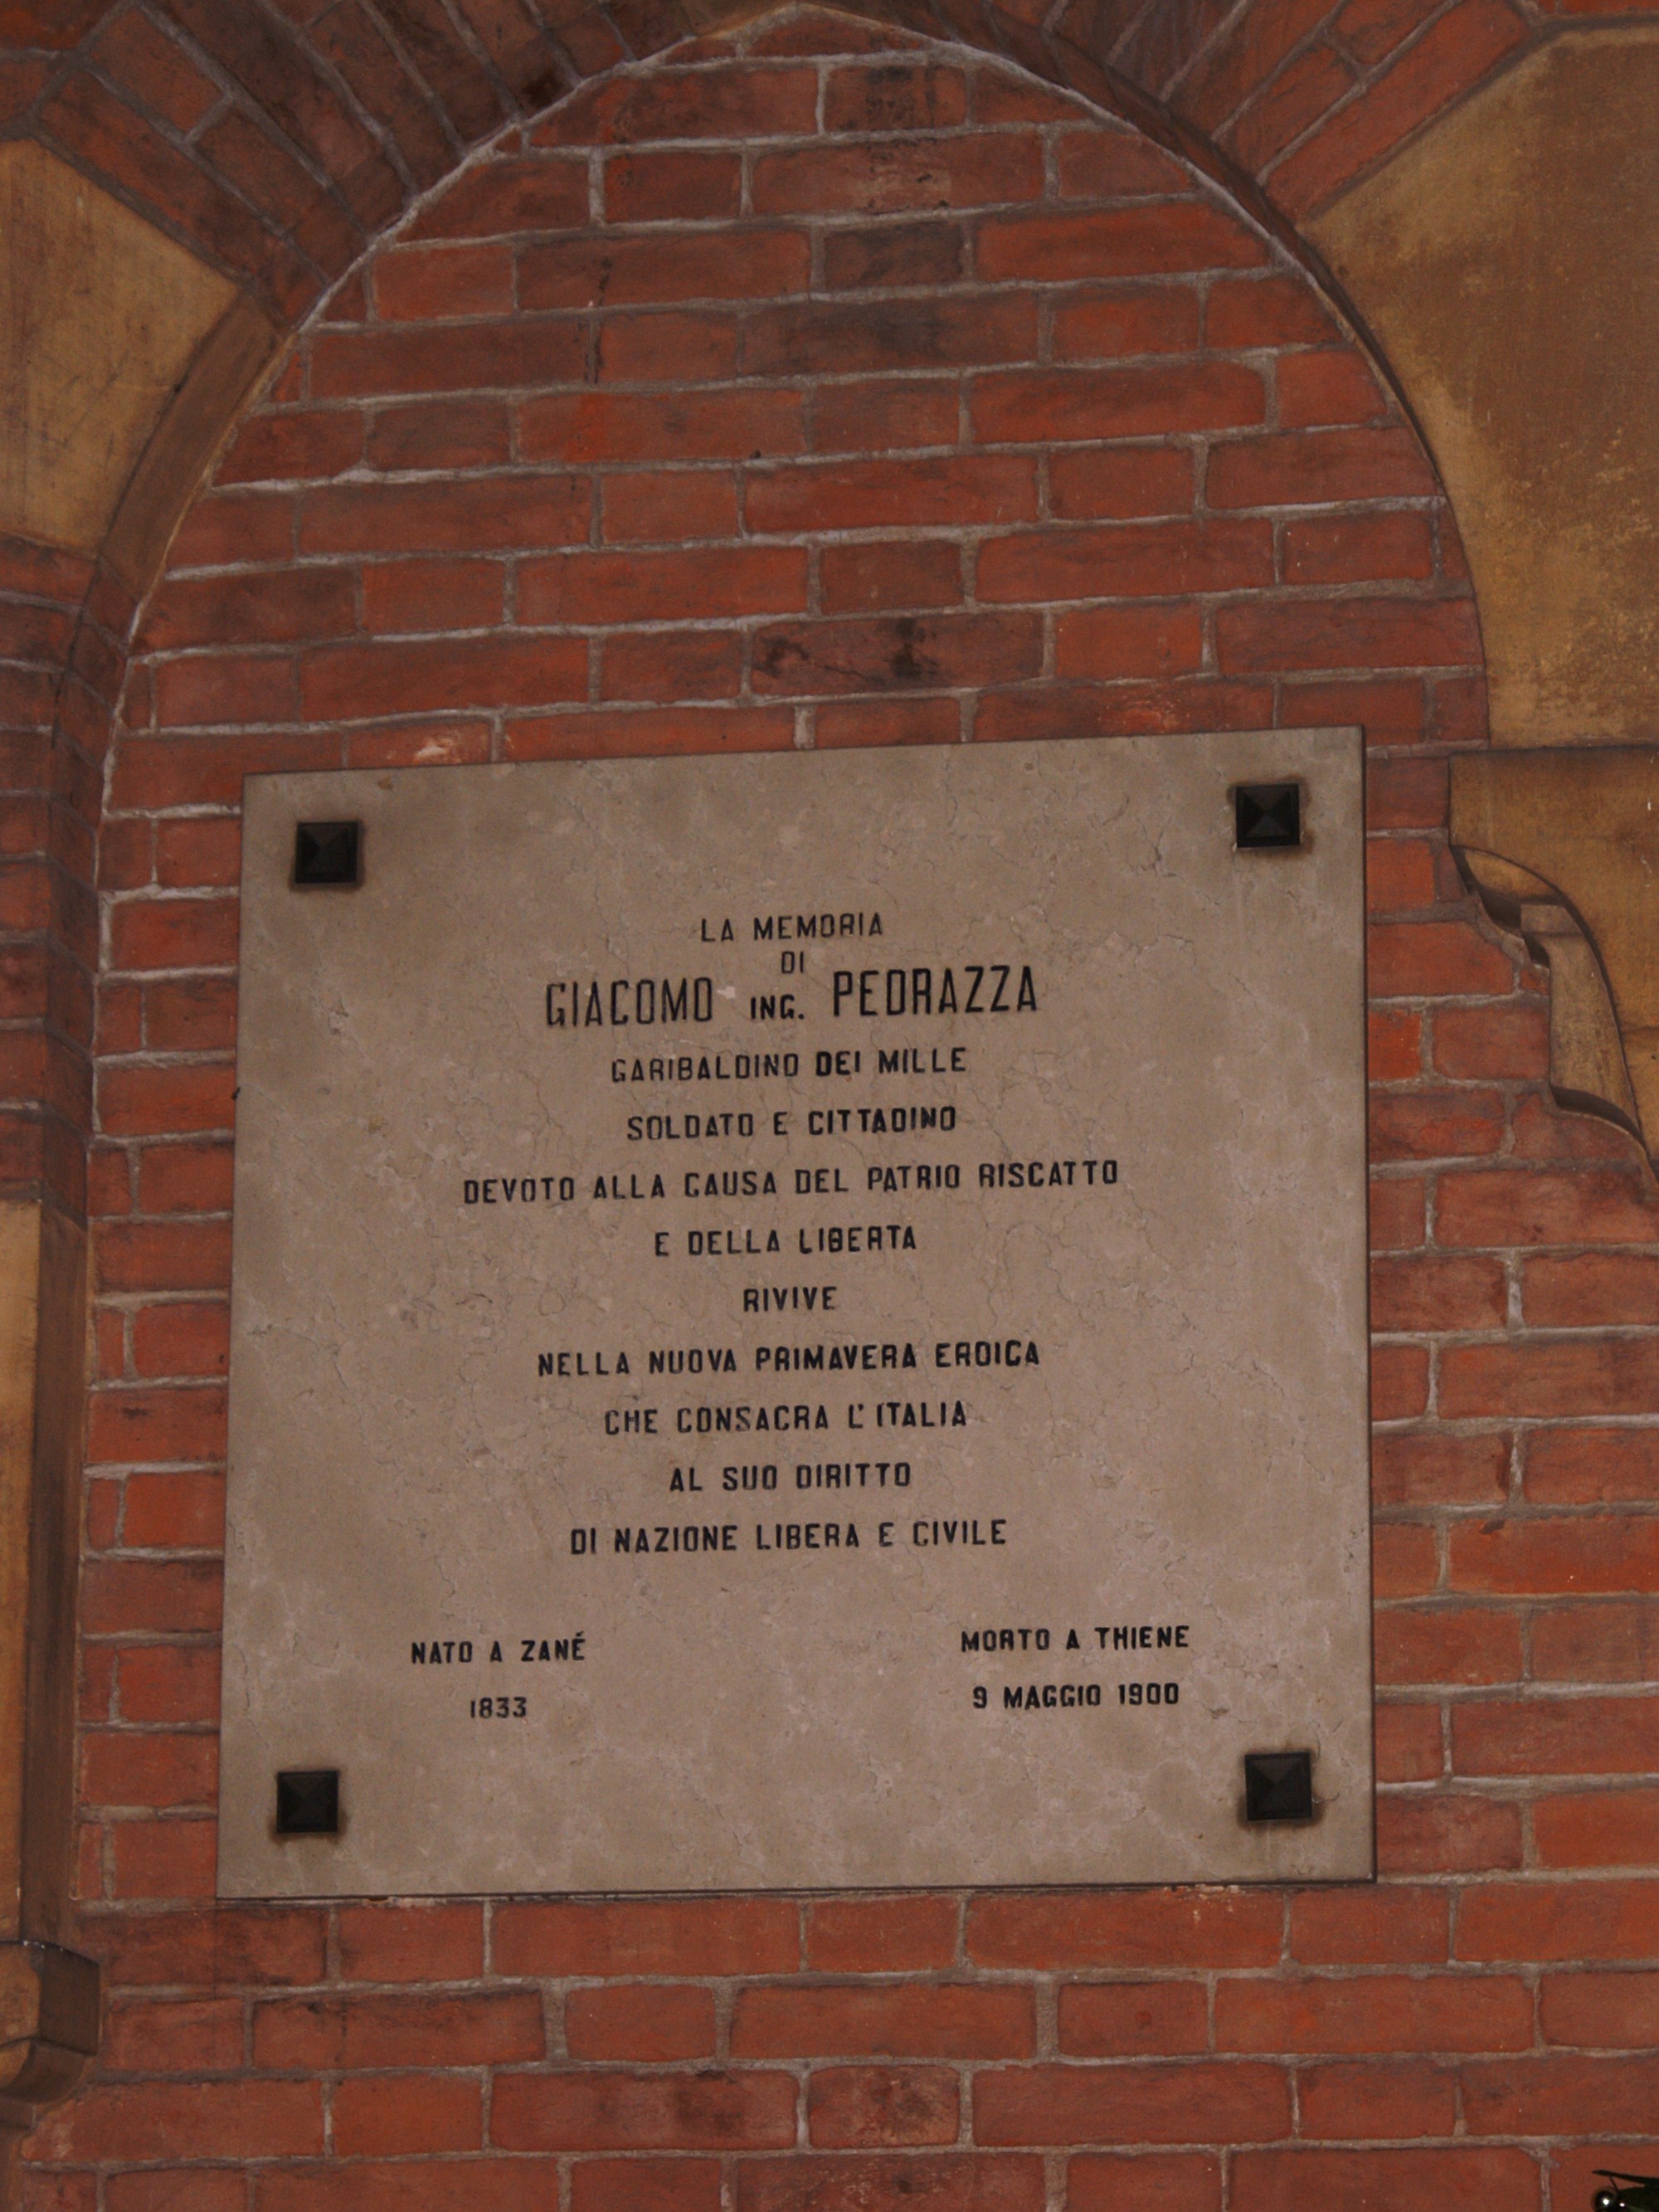 LA MEMORIA
DI
GIACOMO ING. PEDRAZZA
GARIBALDINO DEI MILLE
SOLDATO E CITTADINO
DEVOTO ALLA CAUSA DEL PATRIO RISCATTO
E DELLA LIBERTA
RIVIVE
NELLA NUOVA PRIMAVERA EROICA
CHE CONSACRA L'ITALIA
AL SUO DIRITTO
DI NAZIONE LIBERA E CIVILE
NATO A ZANÉ
1833
MORTO A THIENE
9 MAGGIO 1900